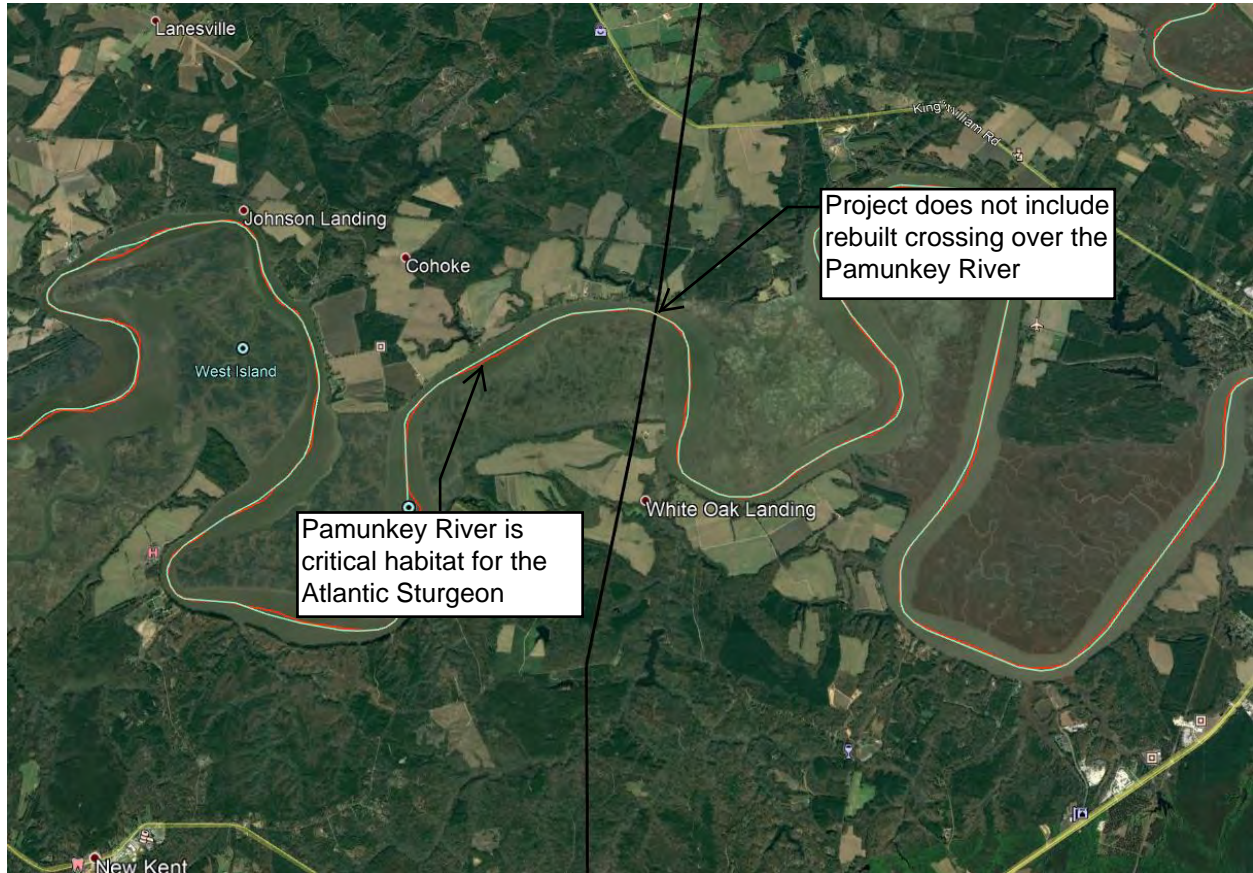 Lanesville
King William Rd
Johnson Landing
Project does not include
rebuilt crossing over the
Pamunkey River
Cohoke
West Island
White Oak Landing
Pamunkey River is
critical habitat for the
Atlantic Sturgeon
H
New Kent